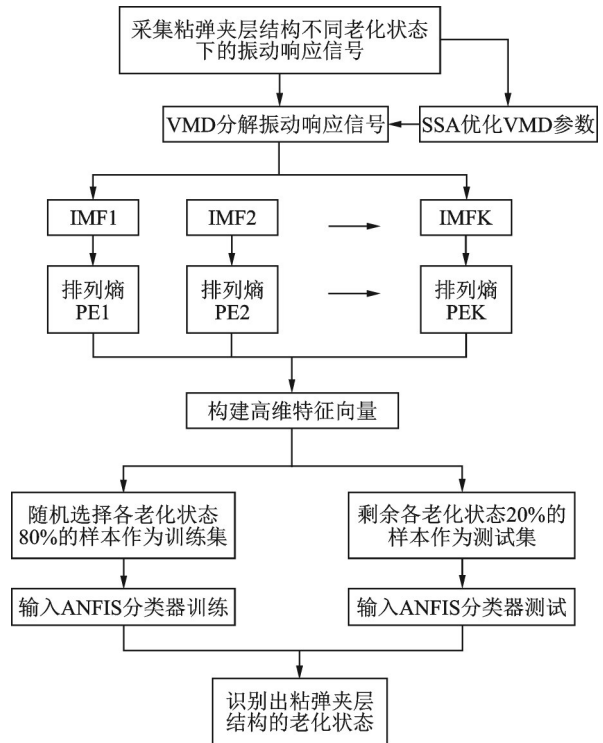 采集粘弹夹层结构不同老化状态
下的振动响应信号
VMD分解振动响应信号
SSA优化VMD参数
IMF1
IMF2
IMFK
排列熵
PE1
排列熵
PE2
排列熵
PEK
构建高维特征向量
随机选择各老化状态
80%的样本作为训练集
剩余各老化状态20%的
样本作为测试集
输入ANFIS分类器训练
输入ANFIS分类器测试
识别出粘弹夹层
结构的老化状态